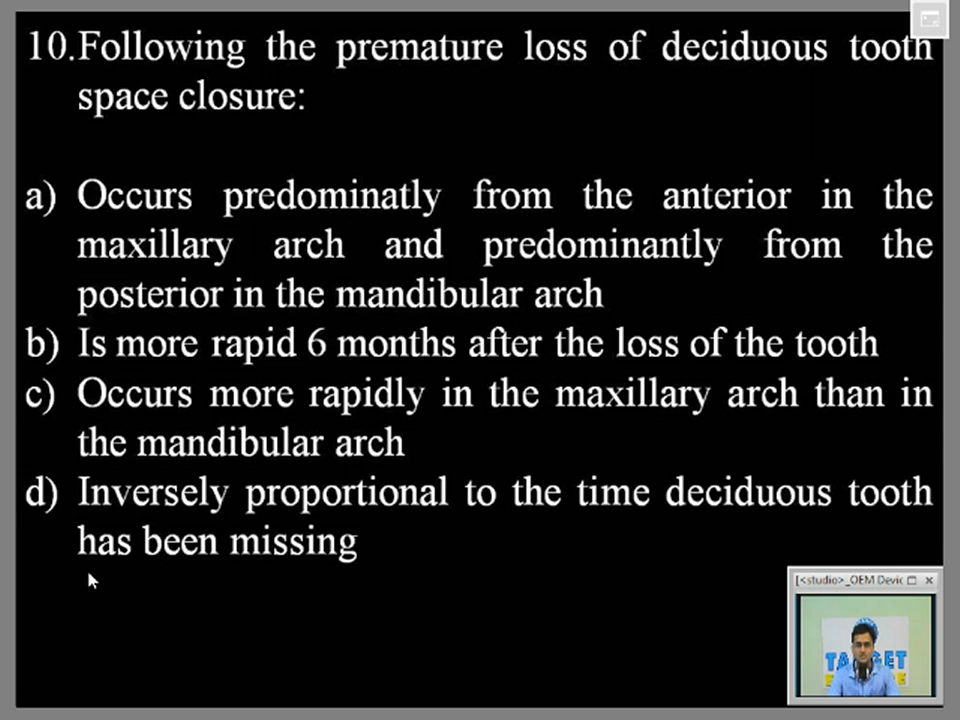 10.Following the premature loss of deciduous tooth
space closure:
a) Occurs predominatly from the anterior in the
maxillary arch and predominantly from the
posterior in the mandibular arch
b) Is more rapid 6 months after the loss of the tooth
c) Occurs more rapidly in the maxillary arch than in
the mandibular arch
d) Inversely proportional to the time deciduous tooth
has been missing
[<studio>_OEM Devic